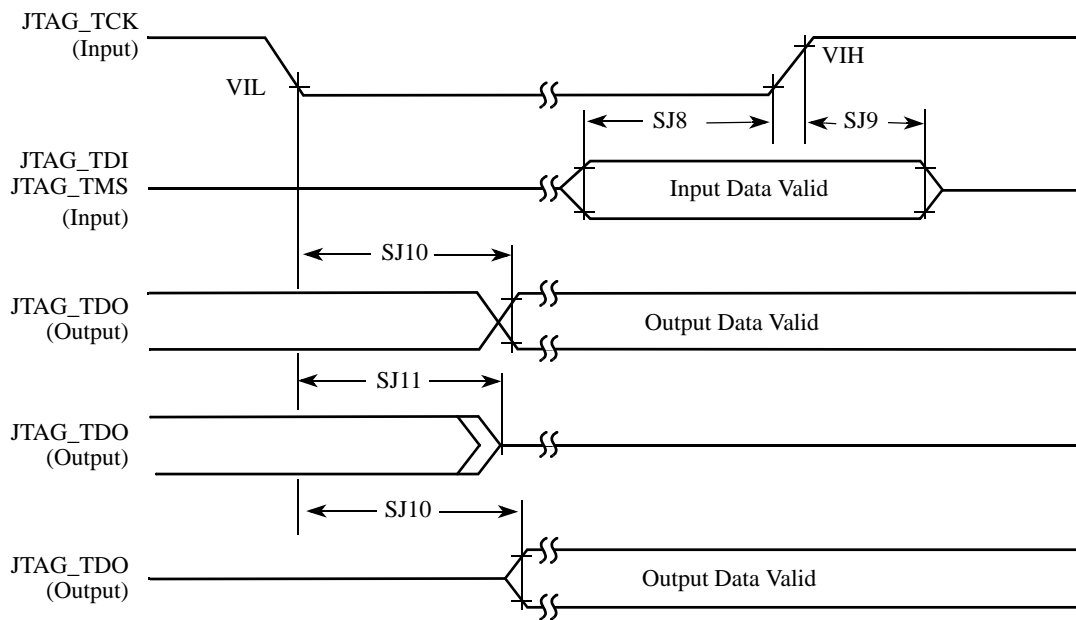 JTAG_TCK
(Input)
VIH
VIL
SJ8
SJ9
JTAG_TDI
JTAG_TMS
(Input)
Input Data Valid
SJ10
JTAG_TDO
(Output)
Output Data Valid
SJ11
JTAG_TDO
(Output)
SJ10
JTAG_TDO
(Output)
Output Data Valid